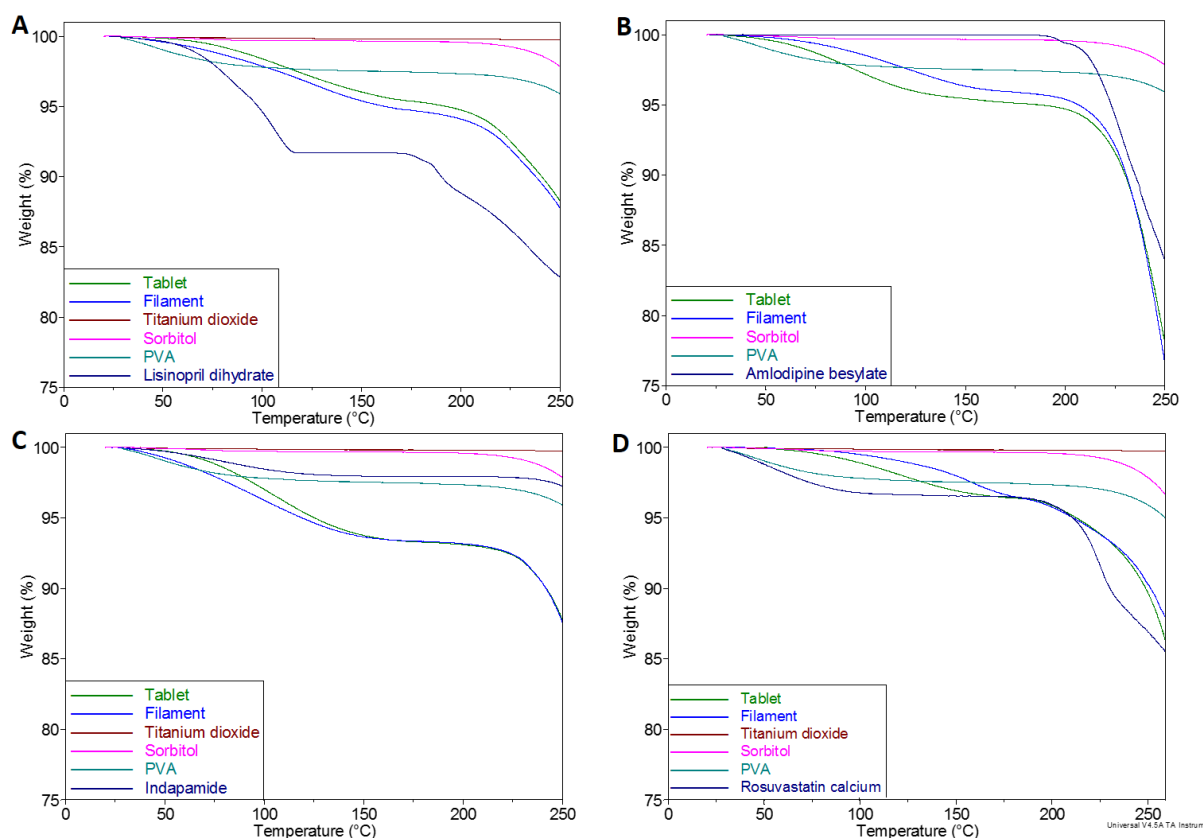 A
Weight (%)
100
95
90
85
80
75
0
50
100
150
200
250
Temperature (°C)
Tablet
Filament
Titanium dioxide
Sorbitol
PVA
Lisinopril dihydrate
B
Weight (%)
100
95
90
85
80
75
0
50
100
150
200
250
Temperature (°C)
Tablet
Filament
Sorbitol
PVA
Amlodipine besylate
C
Weight (%)
100
95
90
85
80
75
0
50
100
150
200
250
Temperature (°C)
Tablet
Filament
Titanium dioxide
Sorbitol
PVA
Indapamide
D
Weight (%)
100
95
90
85
80
75
0
50
100
150
200
250
Temperature (°C)
Tablet
Filament
Titanium dioxide
Sorbitol
PVA
Rosuvastatin calcium
Universal V4.5A TA Instrum